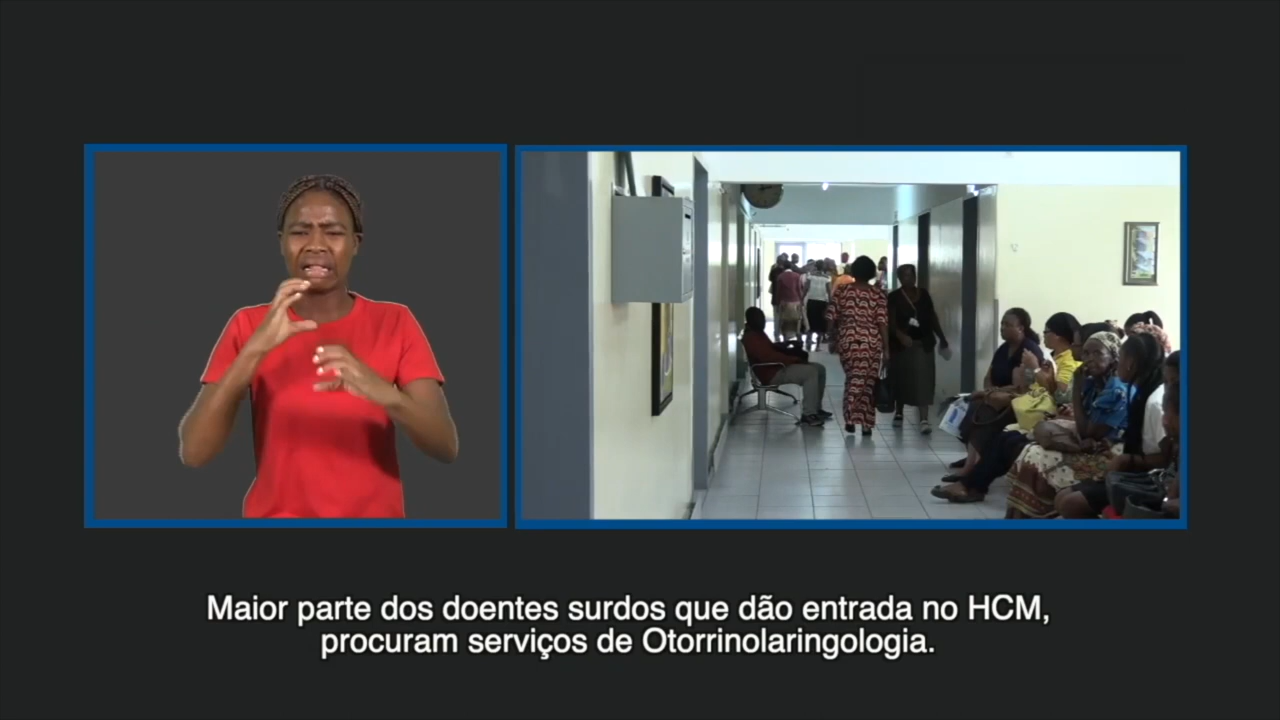 Maior parte dos doentes surdos que dão entrada no HCM,
procuram serviços de Otorrinolaringologia.